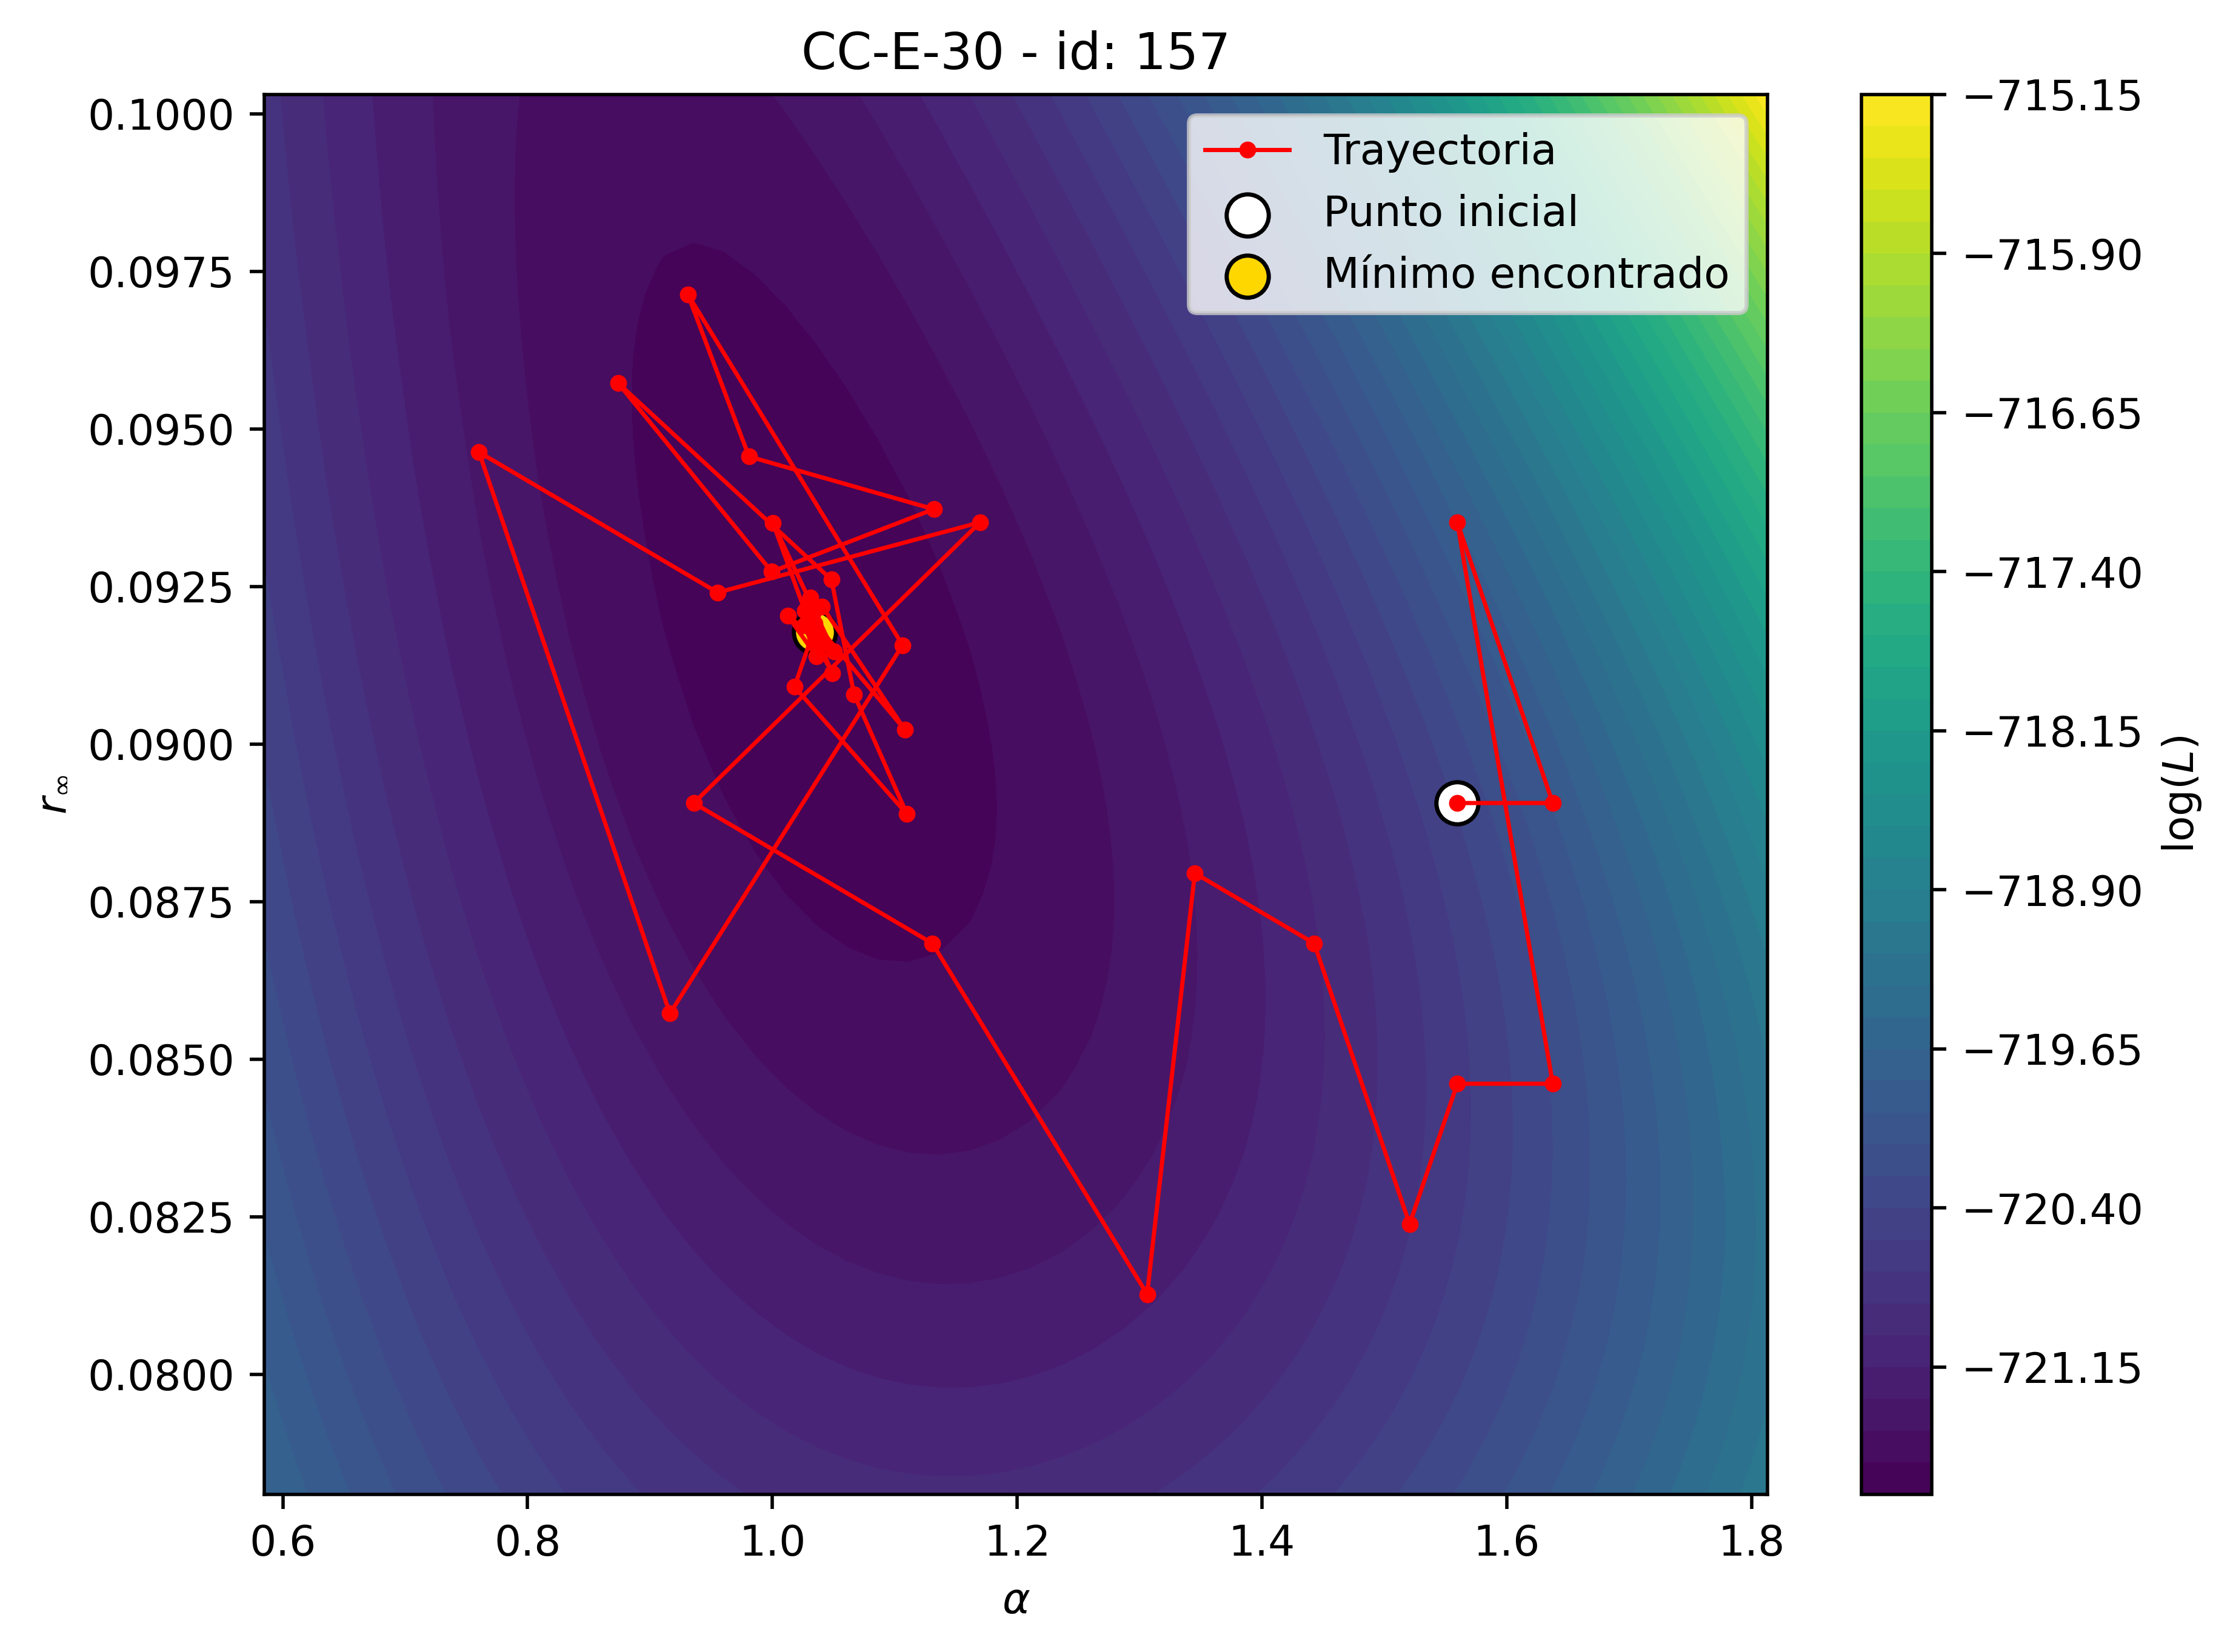 CC-E-30 - id: 157
Trayectoria
Punto inicial
Mínimo encontrado
0.1000
0.0975
0.0950
0.0925
0.0900
0.0875
0.0850
0.0825
0.0800
r∞
0.6 0.8 1.0 1.2 1.4 1.6 1.8
α
−715.15
−715.90
−716.65
−717.40
−718.15
−718.90
−719.65
−720.40
−721.15
log(L)